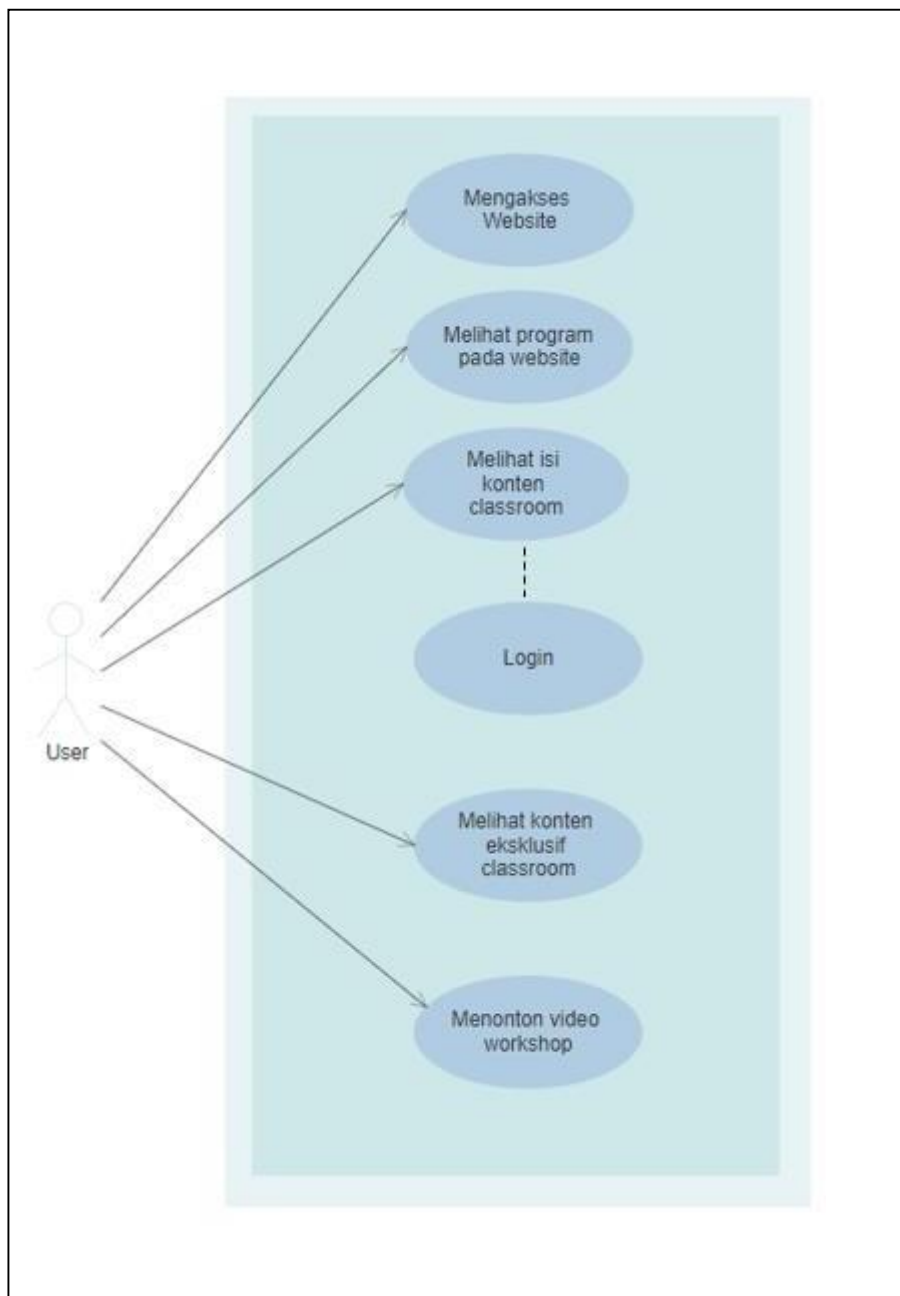 Mengakses
Website
Melihat program
pada website
Melihat isi
konten
classroom
Login
User
Melihat konten
eksklusif
classroom
Menonton video
workshop